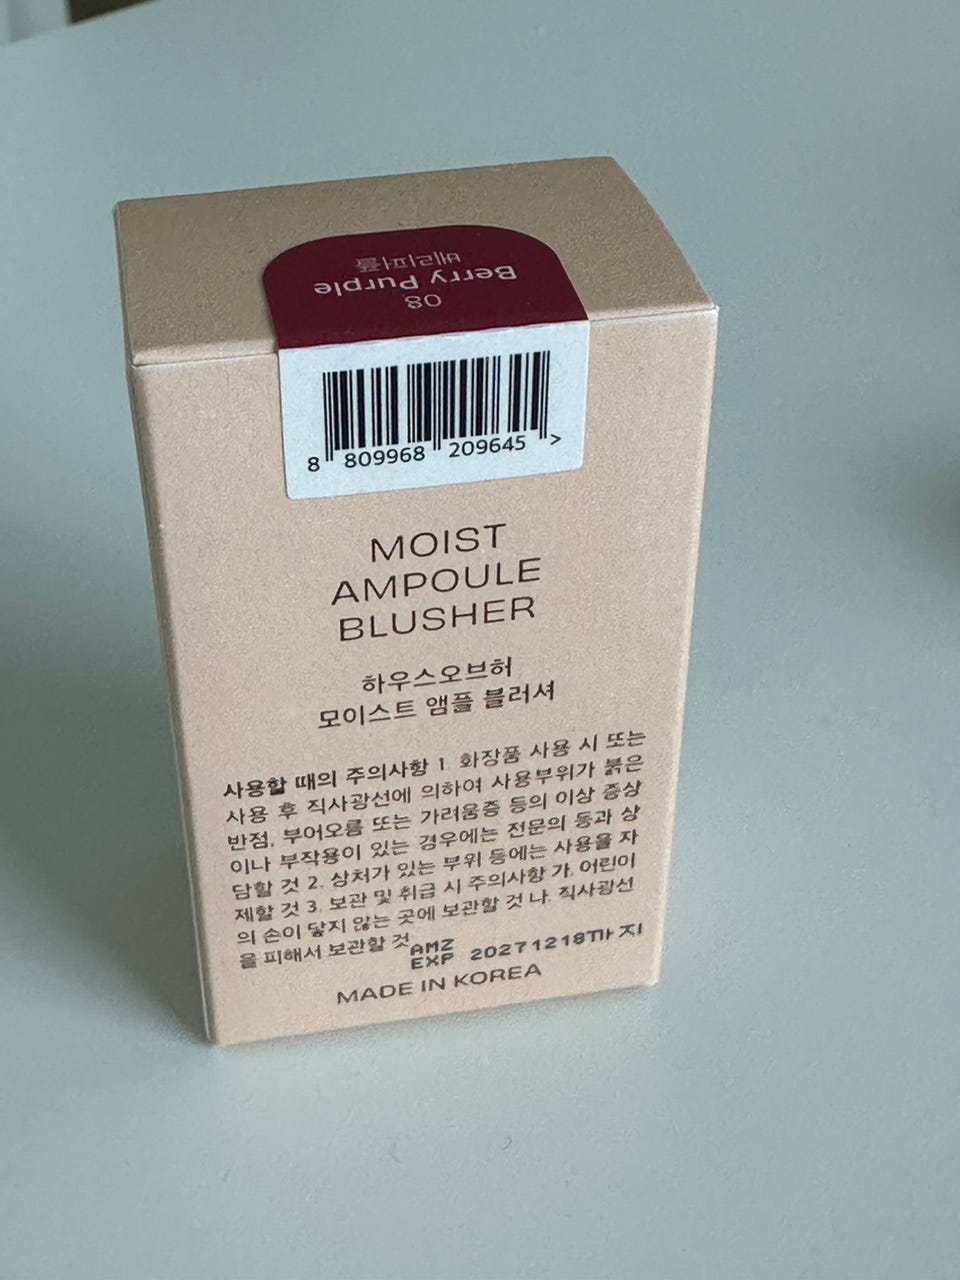 08
Berry Purple
베리퍼플
8 809968 209645 >
MOIST
AMPOULE
BLUSHER
하우스오브허
모이스트 앰플 블러셔
사용할 때의 주의사항 1. 화장품 사용 시 또는
사용 후 직사광선에 의하여 사용부위가 붉은
반점, 부어오름 또는 가려움증 등의 이상 증상
이나 부작용이 있는 경우에는 전문의 등과 상
담할 것 2. 상처가 있는 부위 등에는 사용을 자
제할 것 3. 보관 및 취급 시 주의사항 가. 어린이
의 손이 닿지 않는 곳에 보관할 것 나. 직사광선
을 피해서 보관할 것
AMZ
EXP 20271218까지
MADE IN KOREA